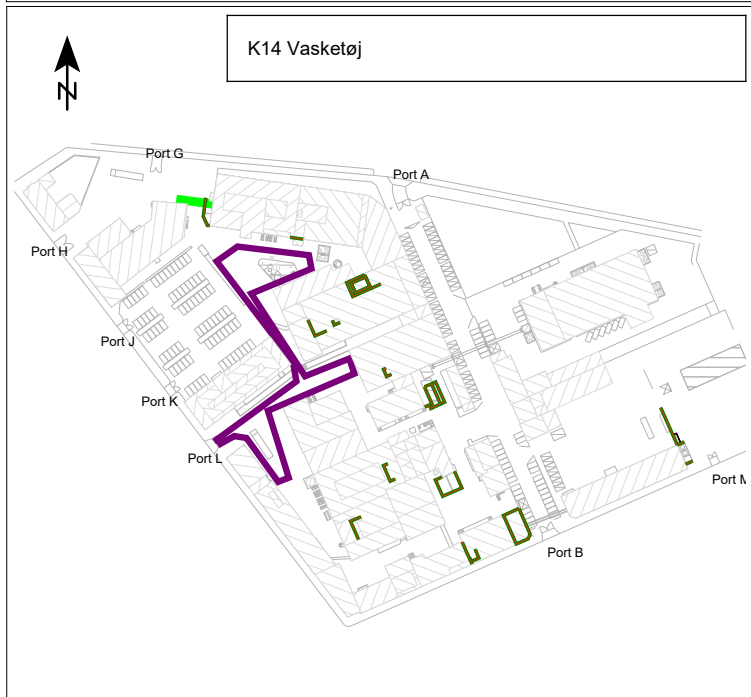 K14 Vasketøj
N
Port G
Port A
Port H
Port J
Port K
Port L
Port M
Port B